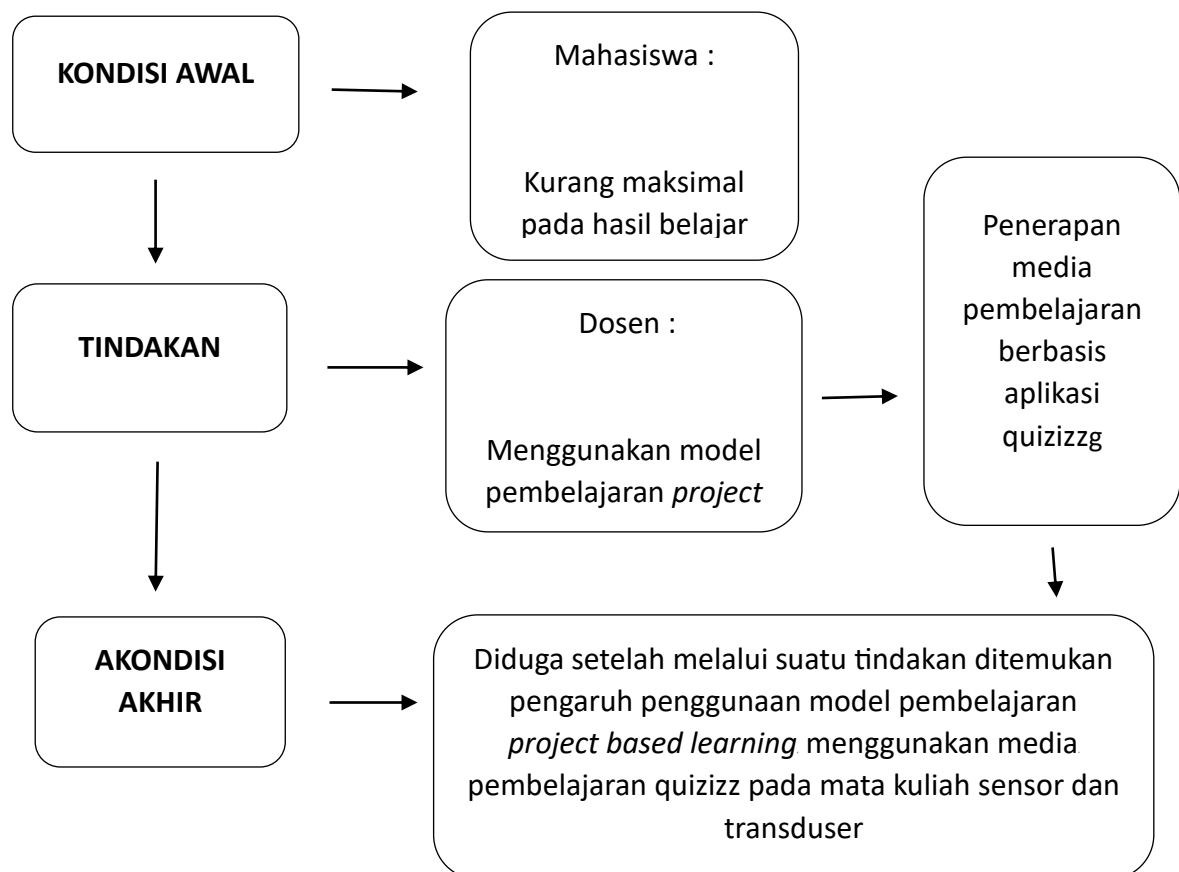 KONDISI AWAL
Mahasiswa :
Kurang maksimal
pada hasil belajar
Penerapan
media
pembelajaran
berbasis
aplikasi
quizizzg
TINDAKAN
Dosen :
Menggunakan model
pembelajaran project
AKONDISI
AKHIR
Diduga setelah melalui suatu tindakan ditemukan
pengaruh penggunaan model pembelajaran
project based learning menggunakan media
pembelajaran quizizz pada mata kuliah sensor dan
transduser